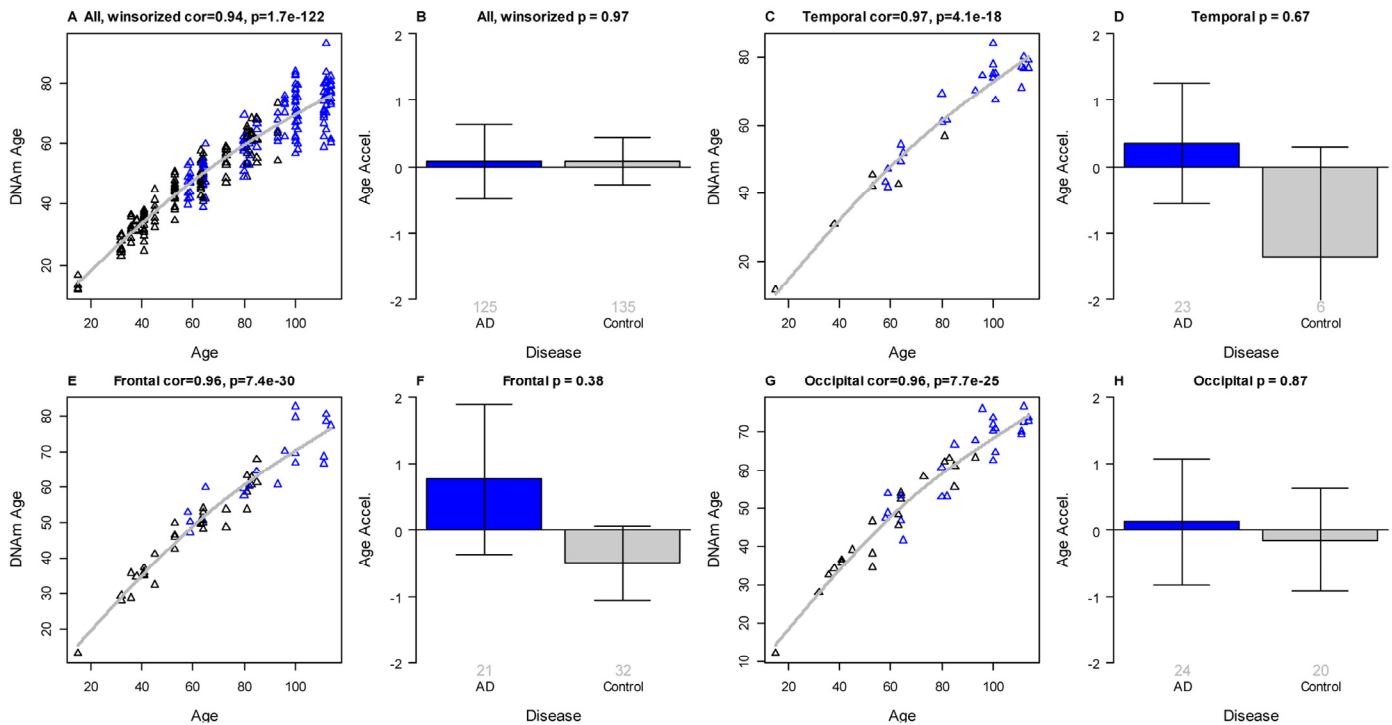 A All, winsorized cor=0.94, p=1.7e-122
DNAm Age
80
60
40
20
20 40 60 80 100
Age
B All, winsorized p = 0.97
Age Accel.
2
1
0
-1
-2
125 135
AD Control
Disease
C Temporal cor=0.97, p=4.1e-18
DNAm Age
80
60
40
20
20 40 60 80 100
Age
D Temporal p = 0.67
Age Accel.
2
1
0
-1
-2
23 6
AD Control
Disease
E Frontal cor=0.96, p=7.4e-30
DNAm Age
80
70
60
50
40
30
20
20 40 60 80 100
Age
F Frontal p = 0.38
Age Accel.
2
1
0
-1
-2
21 32
AD Control
Disease
G Occipital cor=0.96, p=7.7e-25
DNAm Age
70
60
50
40
30
20
10
20 40 60 80 100
Age
H Occipital p = 0.87
Age Accel.
2
1
0
-1
-2
24 20
AD Control
Disease